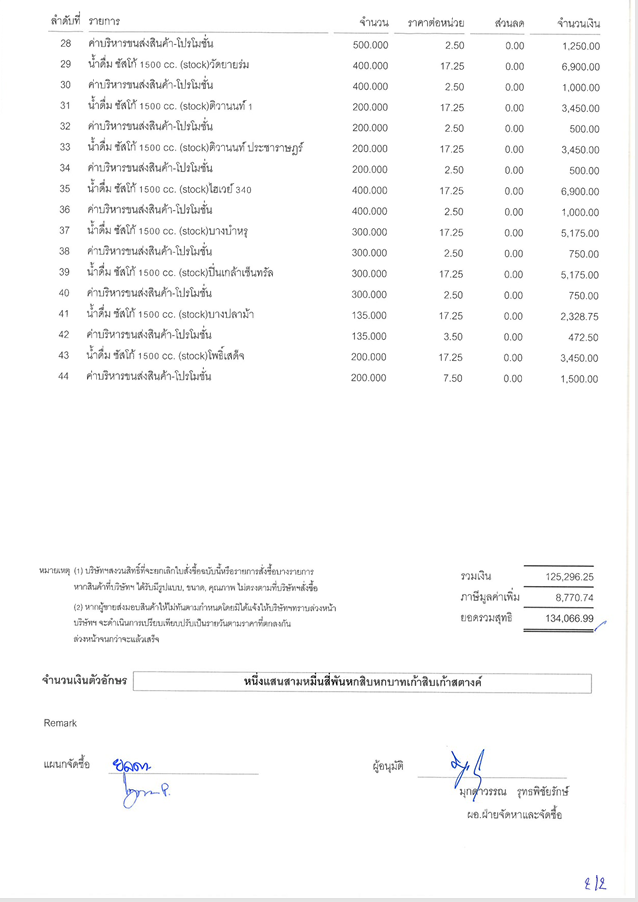 ลำดับที่ รายการ จำนวน ราคาต่อหน่วย ส่วนลด จำนวนเงิน
28 ค่าบริหารขนส่งสินค้า-โปรโมชั่น 500.000 2.50 0.00 1,250.00
29 น้ำดื่ม ซัสโก้ 1500 cc. (stock)วัดยายร่ม 400.000 17.25 0.00 6,900.00
30 ค่าบริหารขนส่งสินค้า-โปรโมชั่น 400.000 2.50 0.00 1,000.00
31 น้ำดื่ม ซัสโก้ 1500 cc. (stock)ติวานนท์ 1 200.000 17.25 0.00 3,450.00
32 ค่าบริหารขนส่งสินค้า-โปรโมชั่น 200.000 2.50 0.00 500.00
33 น้ำดื่ม ซัสโก้ 1500 cc. (stock)ติวานนท์ ประชาราษฎร์ 200.000 17.25 0.00 3,450.00
34 ค่าบริหารขนส่งสินค้า-โปรโมชั่น 200.000 2.50 0.00 500.00
35 น้ำดื่ม ซัสโก้ 1500 cc. (stock)ไฮเวย์ 340 400.000 17.25 0.00 6,900.00
36 ค่าบริหารขนส่งสินค้า-โปรโมชั่น 400.000 2.50 0.00 1,000.00
37 น้ำดื่ม ซัสโก้ 1500 cc. (stock)บางบำหรุ 300.000 17.25 0.00 5,175.00
38 ค่าบริหารขนส่งสินค้า-โปรโมชั่น 300.000 2.50 0.00 750.00
39 น้ำดื่ม ซัสโก้ 1500 cc. (stock)ปิ่นเกล้าเซ็นทรัล 300.000 17.25 0.00 5,175.00
40 ค่าบริหารขนส่งสินค้า-โปรโมชั่น 300.000 2.50 0.00 750.00
41 น้ำดื่ม ซัสโก้ 1500 cc. (stock)บางปลาม้า 135.000 17.25 0.00 2,328.75
42 ค่าบริหารขนส่งสินค้า-โปรโมชั่น 135.000 3.50 0.00 472.50
43 น้ำดื่ม ซัสโก้ 1500 cc. (stock)โพธิ์เสด็จ 200.000 17.25 0.00 3,450.00
44 ค่าบริหารขนส่งสินค้า-โปรโมชั่น 200.000 7.50 0.00 1,500.00
หมายเหตุ (1) บริษัทฯสงวนสิทธิ์ที่จะยกเลิกใบสั่งซื้อฉบับนี้หรือรายการสั่งซื้อบางรายการ
หากสินค้าที่บริษัทฯ ได้รับมีรูปแบบ, ขนาด, คุณภาพ ไม่ตรงตามที่บริษัทฯสั่งซื้อ
(2) หากผู้ขายส่งมอบสินค้าให้ไม่ทันตามกำหนดโดยมิได้แจ้งให้บริษัทฯทราบล่วงหน้า
บริษัทฯ จะดำเนินการเปรียบเทียบปรับเป็นรายวันตามราคาที่ตกลงกัน
ล่วงหน้าจนกว่าจะแล้วเสร็จ
รวมเงิน 125,296.25
ภาษีมูลค่าเพิ่ม 8,770.74
ยอดรวมสุทธิ 134,066.99
จำนวนเงินตัวอักษร หนึ่งแสนสามหมื่นสี่พันหกสิบหกบาทเก้าสิบเก้าสตางค์
Remark
แผนกจัดซื้อ
ผู้อนุมัติ
มุกดาวรรณ รุทธพิชัยรักษ์
ผอ.ฝ่ายจัดหาและจัดซื้อ
2/2